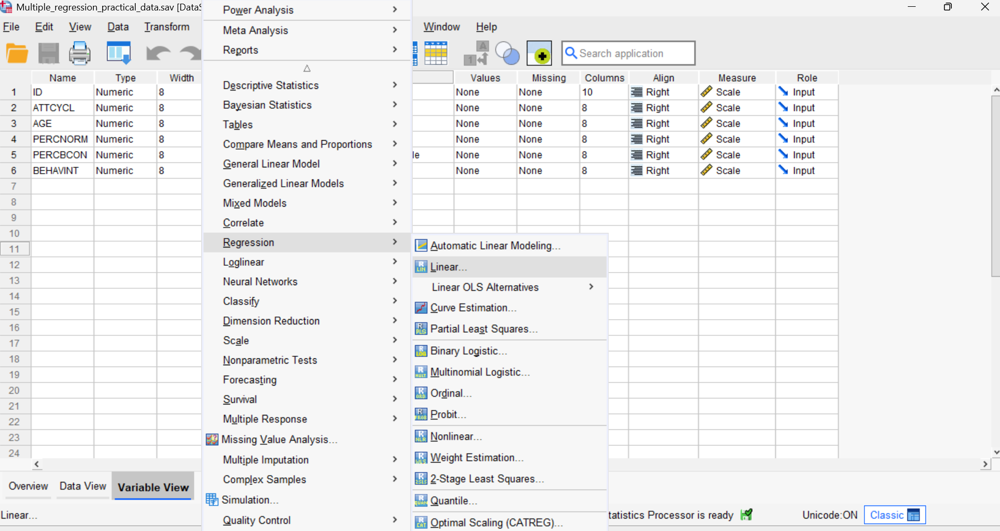 Multiple_regression_practical_data.sav [DataS
File Edit View Data Transform Window Help
Search application
Name Type Width Values Missing Columns Align Measure Role
1 ID Numeric 8 None None 10 Right Scale Input
2 ATTCYCL Numeric 8 None None 8 Right Scale Input
3 AGE Numeric 8 None None 8 Right Scale Input
4 PERCNORM Numeric 8 None None 8 Right Scale Input
5 PERCBCON Numeric 8 le None None 8 Right Scale Input
6 BEHAVINT Numeric 8 None None 8 Right Scale Input
7
8
9
10
11
12
13
14
15
16
17
18
19
20
21
22
23
24
Power Analysis
Meta Analysis
Reports
Descriptive Statistics
Bayesian Statistics
Tables
Compare Means and Proportions
General Linear Model
Generalized Linear Models
Mixed Models
Correlate
Regression
Loglinear
Neural Networks
Classify
Dimension Reduction
Scale
Nonparametric Tests
Forecasting
Survival
Multiple Response
Missing Value Analysis...
Multiple Imputation
Complex Samples
Simulation...
Quality Control
Automatic Linear Modeling...
Linear...
Linear OLS Alternatives
Curve Estimation...
Partial Least Squares...
Binary Logistic...
Multinomial Logistic...
Ordinal...
Probit...
Nonlinear...
Weight Estimation...
2-Stage Least Squares...
Quantile...
Optimal Scaling (CATREG)...
Overview Data View Variable View
Linear... tatistics Processor is ready Unicode:ON Classic